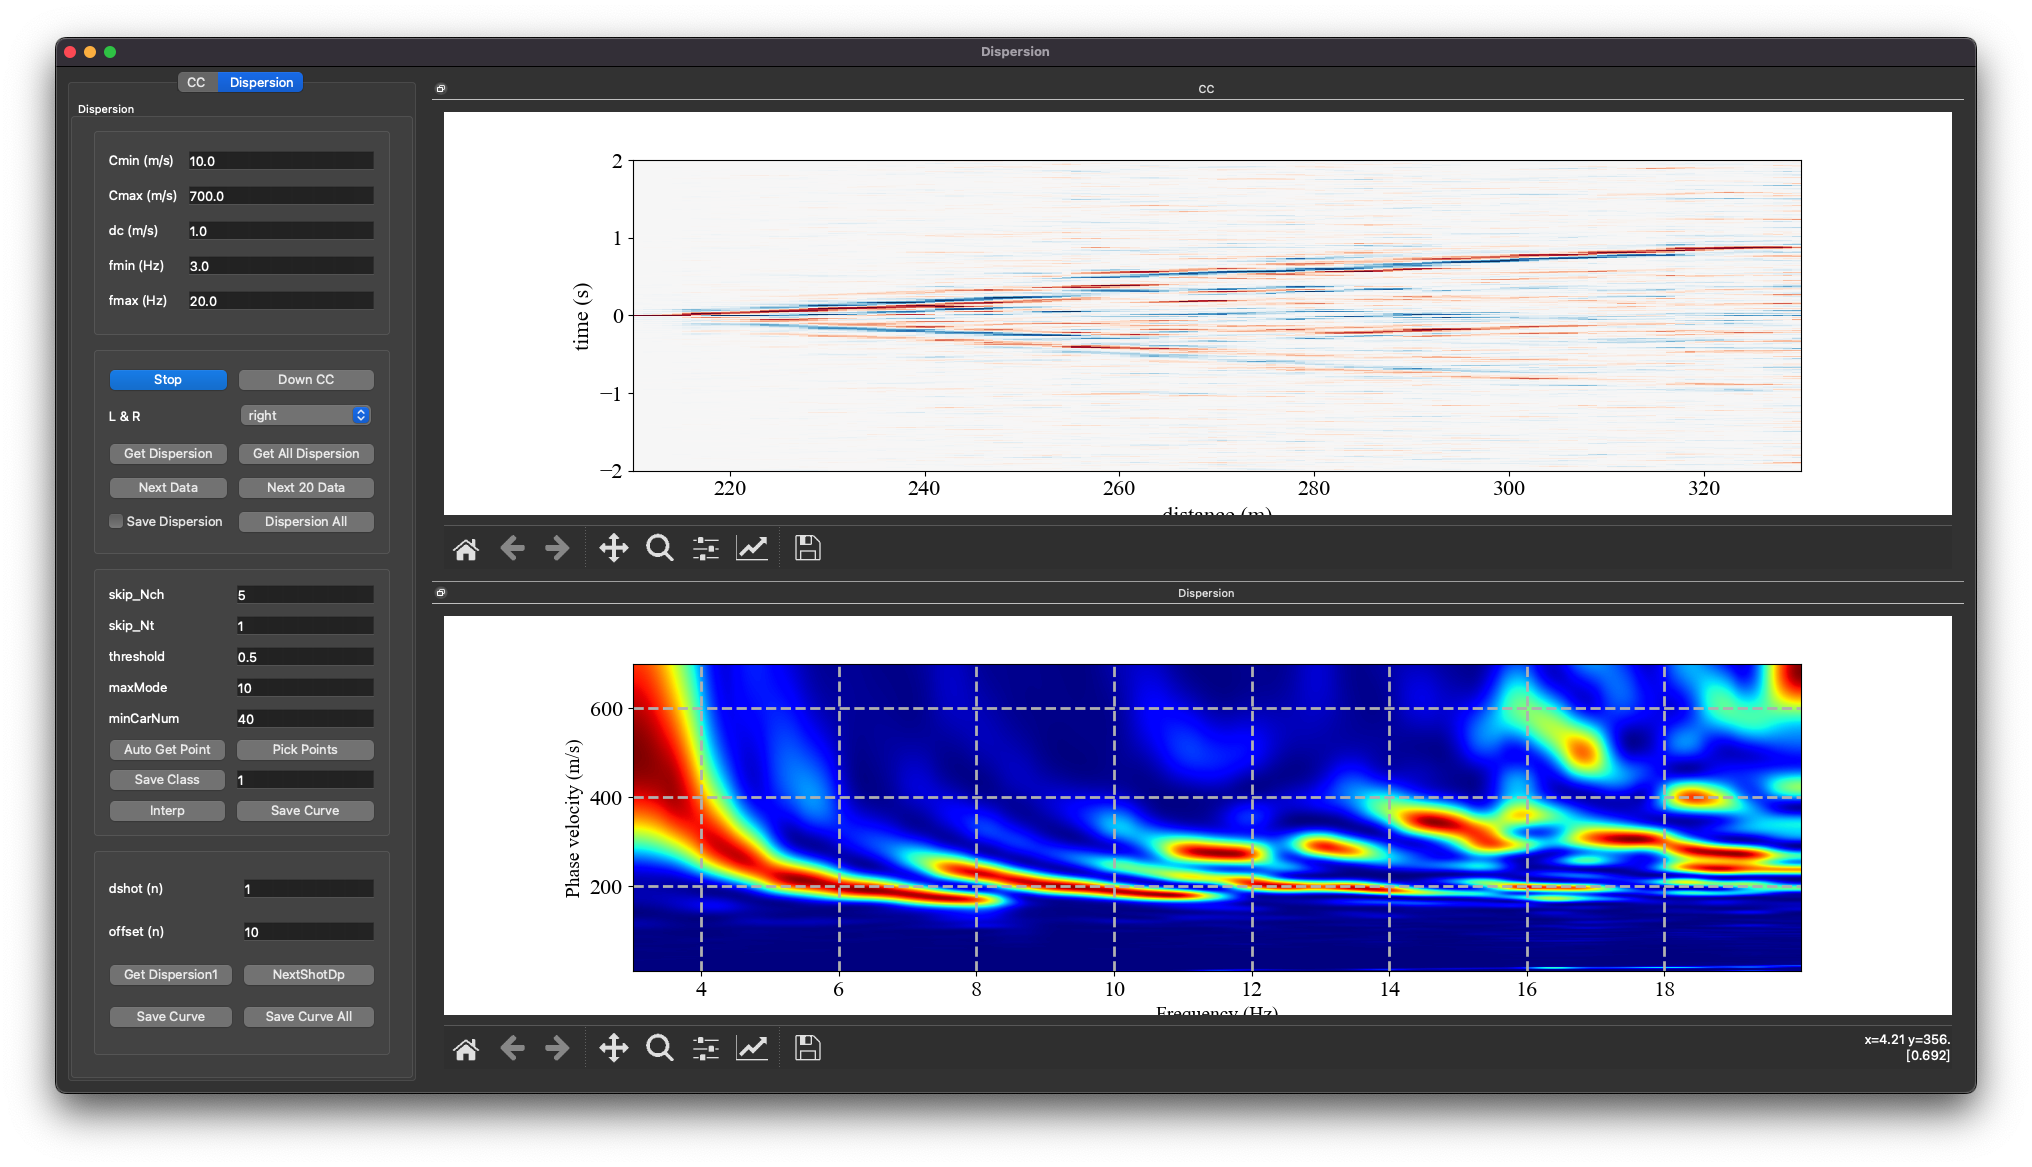 Dispersion
CC Dispersion
Dispersion
Cmin (m/s) 10.0
Cmax (m/s) 700.0
dc (m/s) 1.0
fmin (Hz) 3.0
fmax (Hz) 20.0
Stop Down CC
L & R right
Get Dispersion Get All Dispersion
Next Data Next 20 Data
Save Dispersion Dispersion All
skip_Nch 5
skip_Nt 1
threshold 0.5
maxMode 10
minCarNum 40
Auto Get Point Pick Points
Save Class 1
Interp Save Curve
dshot (n) 1
offset (n) 10
Get Dispersion1 NextShotDp
Save Curve Save Curve All
CC
2
1
0
−1
−2
time (s)
220 240 260 280 300 320
distance (m)
Dispersion
600
400
200
Phase velocity (m/s)
4 6 8 10 12 14 16 18
Frequency (Hz)
x=4.21 y=356.
[0.692]